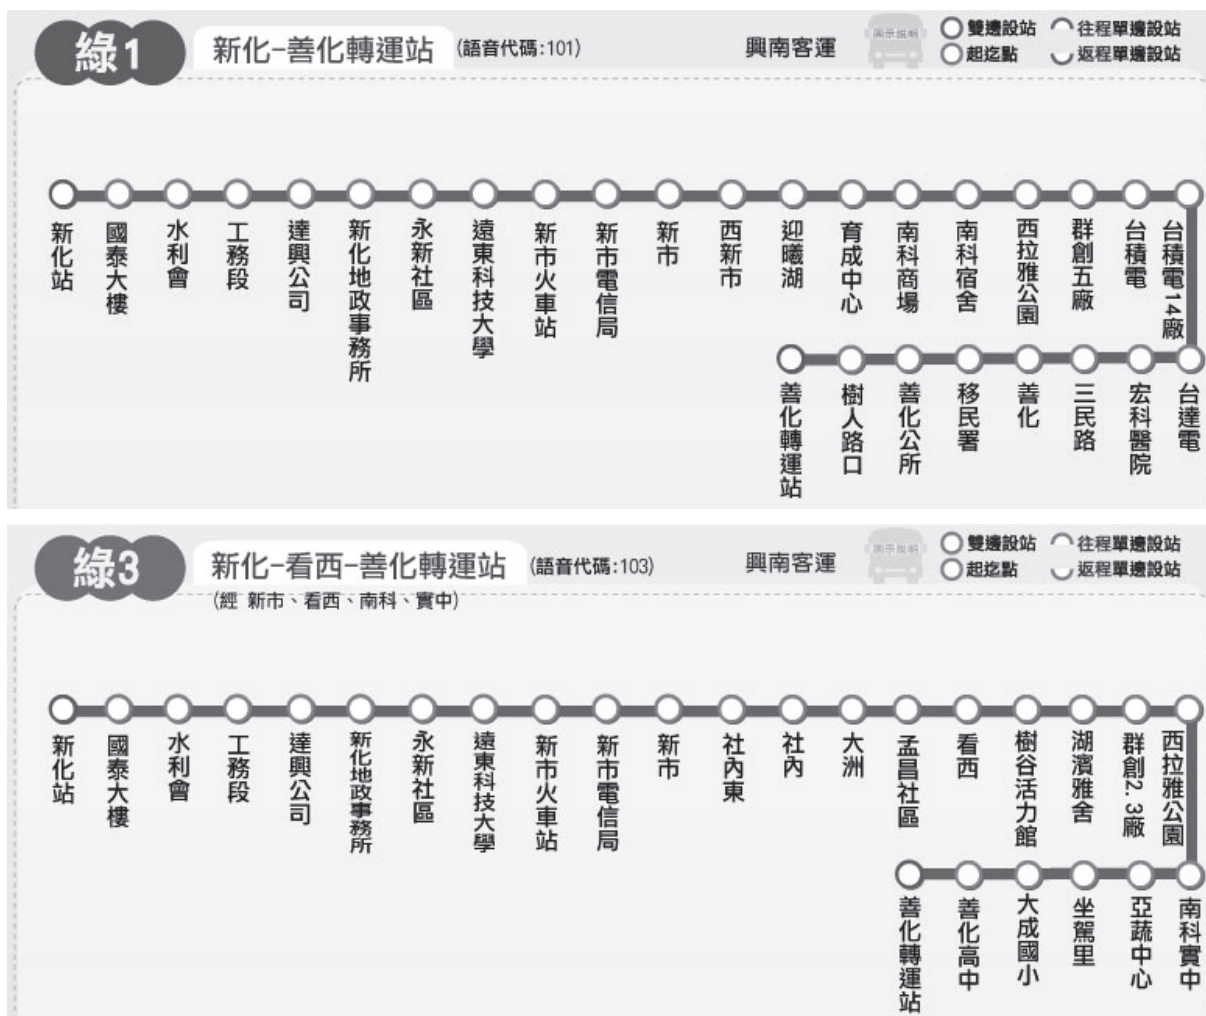 綠1
新化-善化轉運站 (語音代碼:101)
興南客運
圖示說明
雙邊設站
往程單邊設站
起迄點
返程單邊設站
新化站
國泰大樓
水利會
工務段
達興公司
新化地政事務所
永新社區
遠東科技大學
新市火車站
新市電信局
新市
西新市
迎曦湖
育成中心
南科商場
南科宿舍
西拉雅公園
群創五廠
台積電
台積電14廠
善化轉運站
樹人路口
善化公所
移民署
善化
三民路
宏科醫院
台達電
綠3
新化-看西-善化轉運站 (語音代碼:103)
(經 新市、看西、南科、實中)
興南客運
圖示說明
雙邊設站
往程單邊設站
起迄點
返程單邊設站
新化站
國泰大樓
水利會
工務段
達興公司
新化地政事務所
永新社區
遠東科技大學
新市火車站
新市電信局
新市
社內東
社內
大洲
孟昌社區
看西
樹谷活力館
湖濱雅舍
群創2. 3廠
西拉雅公園
善化轉運站
善化高中
大成國小
坐駕里
亞蔬中心
南科實中